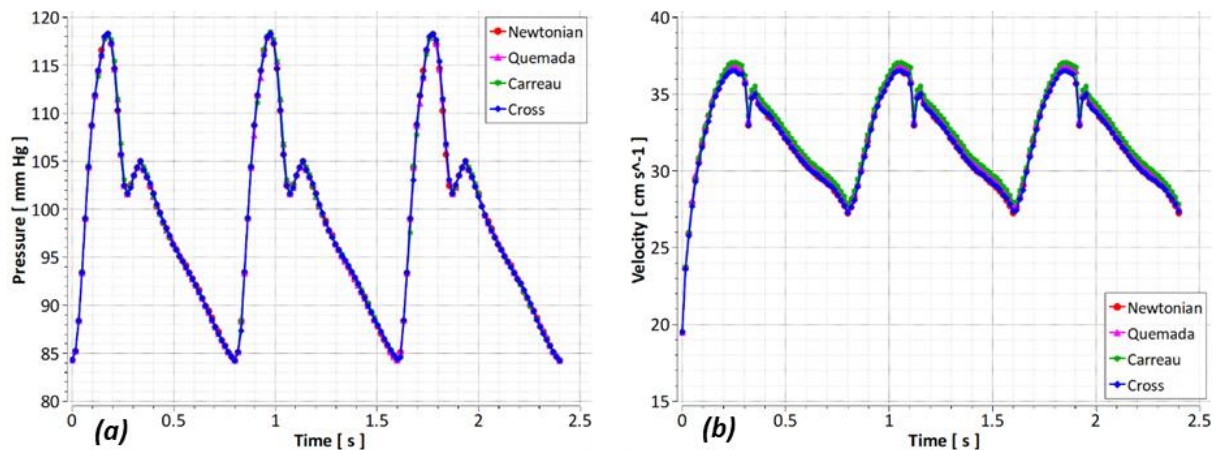 120
115
110
105
100
95
90
85
80
Pressure [ mm Hg ]
Newtonian
Quemada
Carreau
Cross
0
0.5
1
1.5
2
2.5
Time [ s ]
(a)
40
35
30
25
20
15
Velocity [ cm s^-1 ]
Newtonian
Quemada
Carreau
Cross
0
0.5
1
1.5
2
2.5
Time [ s ]
(b)